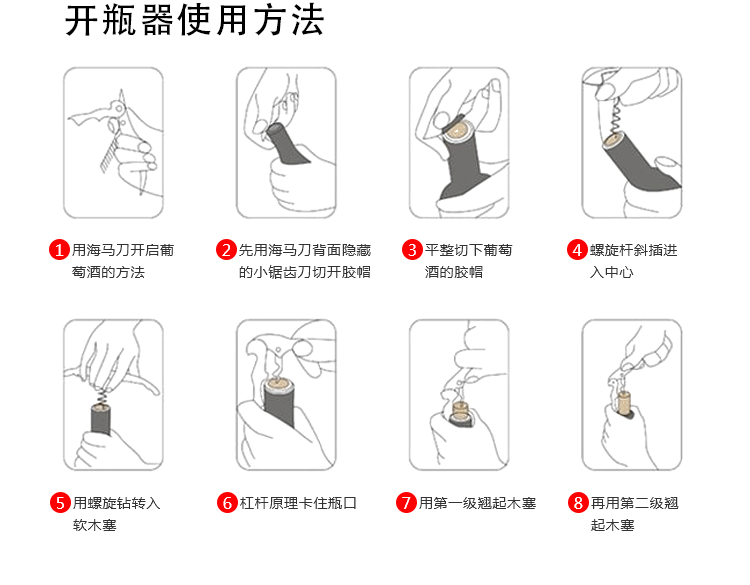 开瓶器使用方法
1 用海马刀开启葡
萄酒的方法
2 先用海马刀背面隐藏
的小锯齿刀切开胶帽
3 平整切下葡萄
酒的胶帽
4 螺旋杆斜插进
入中心
5 用螺旋钻转入
软木塞
6 杠杆原理卡住瓶口
7 用第一级翘起木塞
8 再用第二级翘
起木塞